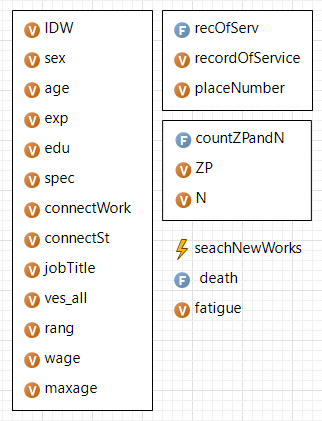 IDW
sex
age
exp
edu
spec
connectWork
connectSt
jobTitle
ves_all
rang
wage
maxage
recOfServ
recordOfService
placeNumber
countZPandN
ZP
N
seachNewWorks
death
fatigue